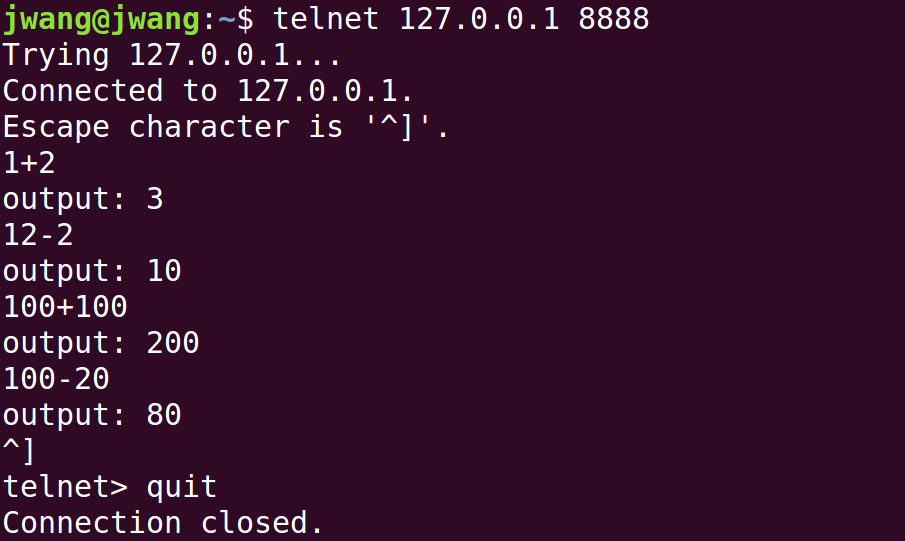 jwang@jwang:~$ telnet 127.0.0.1 8888
Trying 127.0.0.1...
Connected to 127.0.0.1.
Escape character is '^]'.
1+2
output: 3
12-2
output: 10
100+100
output: 200
100-20
output: 80
^]
telnet> quit
Connection closed.